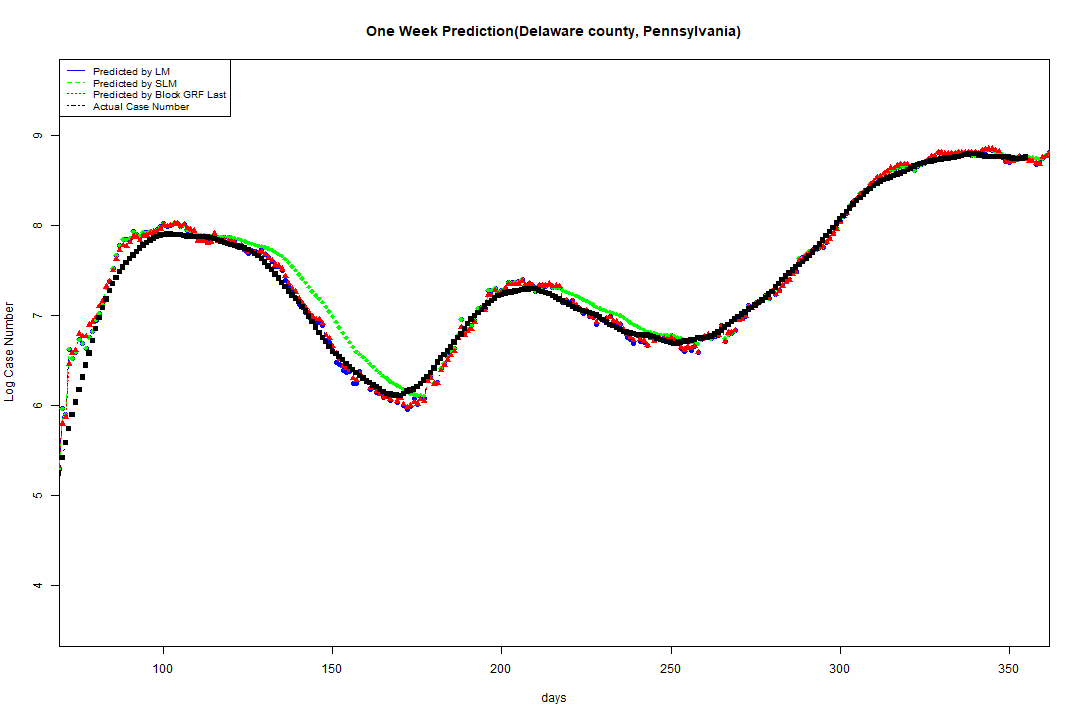 One Week Prediction(Delaware county, Pennsylvania)
Predicted by LM
Predicted by SLM
Predicted by Block GRF Last
Actual Case Number
9
8
7
6
5
4
Log Case Number
100 150 200 250 300 350
days